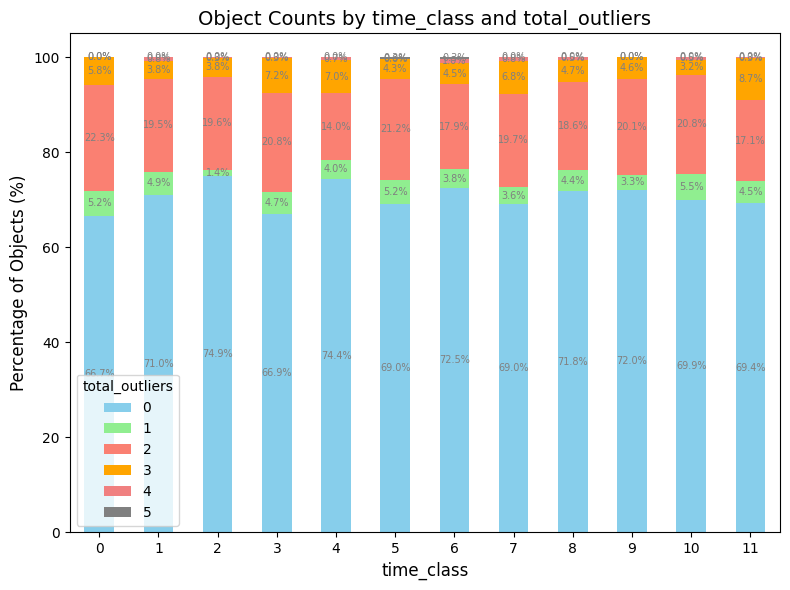 Object Counts by time_class and total_outliers
Percentage of Objects (%)
100
80
60
40
20
0
0.0% 0.0% 0.0%
5.8% 3.8% 3.8% 7.2% 7.0% 4.3% 4.5% 6.8% 4.7% 4.6% 3.2% 8.7%
22.3% 19.5% 19.6% 20.8% 14.0% 21.2% 17.9% 19.7% 18.6% 20.1% 20.8% 17.1%
5.2% 4.9% 1.4% 4.7% 4.0% 5.2% 3.8% 3.6% 4.4% 3.3% 5.5% 4.5%
66.7% 71.0% 74.9% 66.9% 74.4% 69.0% 72.5% 69.0% 71.8% 72.0% 69.9% 69.4%
total_outliers
0
1
2
3
4
5
0 1 2 3 4 5 6 7 8 9 10 11
time_class